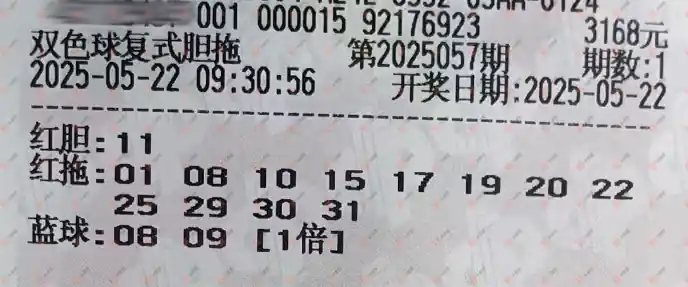 001 000015 92176923 3168元
双色球复式胆拖 第2025057期 期数:1
2025-05-22 09:30:56 开奖日期:2025-05-22
红胆:11
红拖:01 08 10 15 17 19 20 22
25 29 30 31
蓝球:08 09 [1倍]